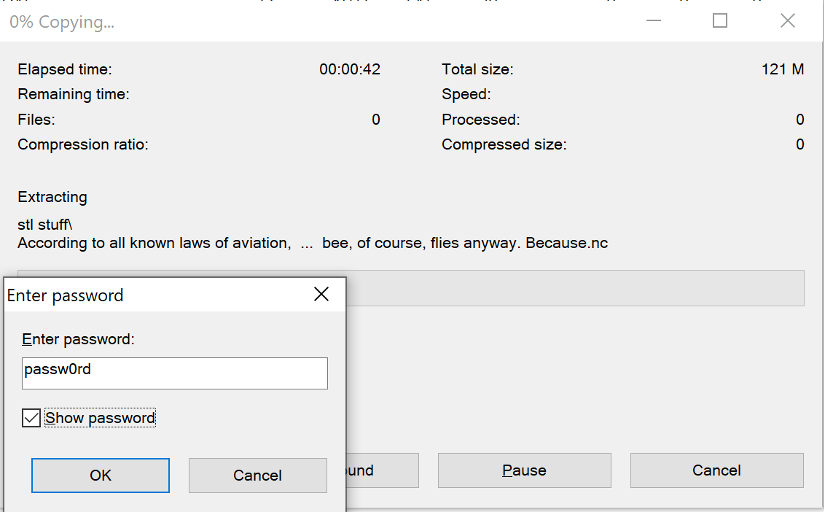 0% Copying...
Elapsed time: 00:00:42 Total size: 121 M
Remaining time: Speed:
Files: 0 Processed: 0
Compression ratio: Compressed size: 0
Extracting
stl stuff\
According to all known laws of aviation, ... bee, of course, flies anyway. Because.nc
Enter password
Enter password:
passw0rd
Show password
OK Cancel
Pause Cancel